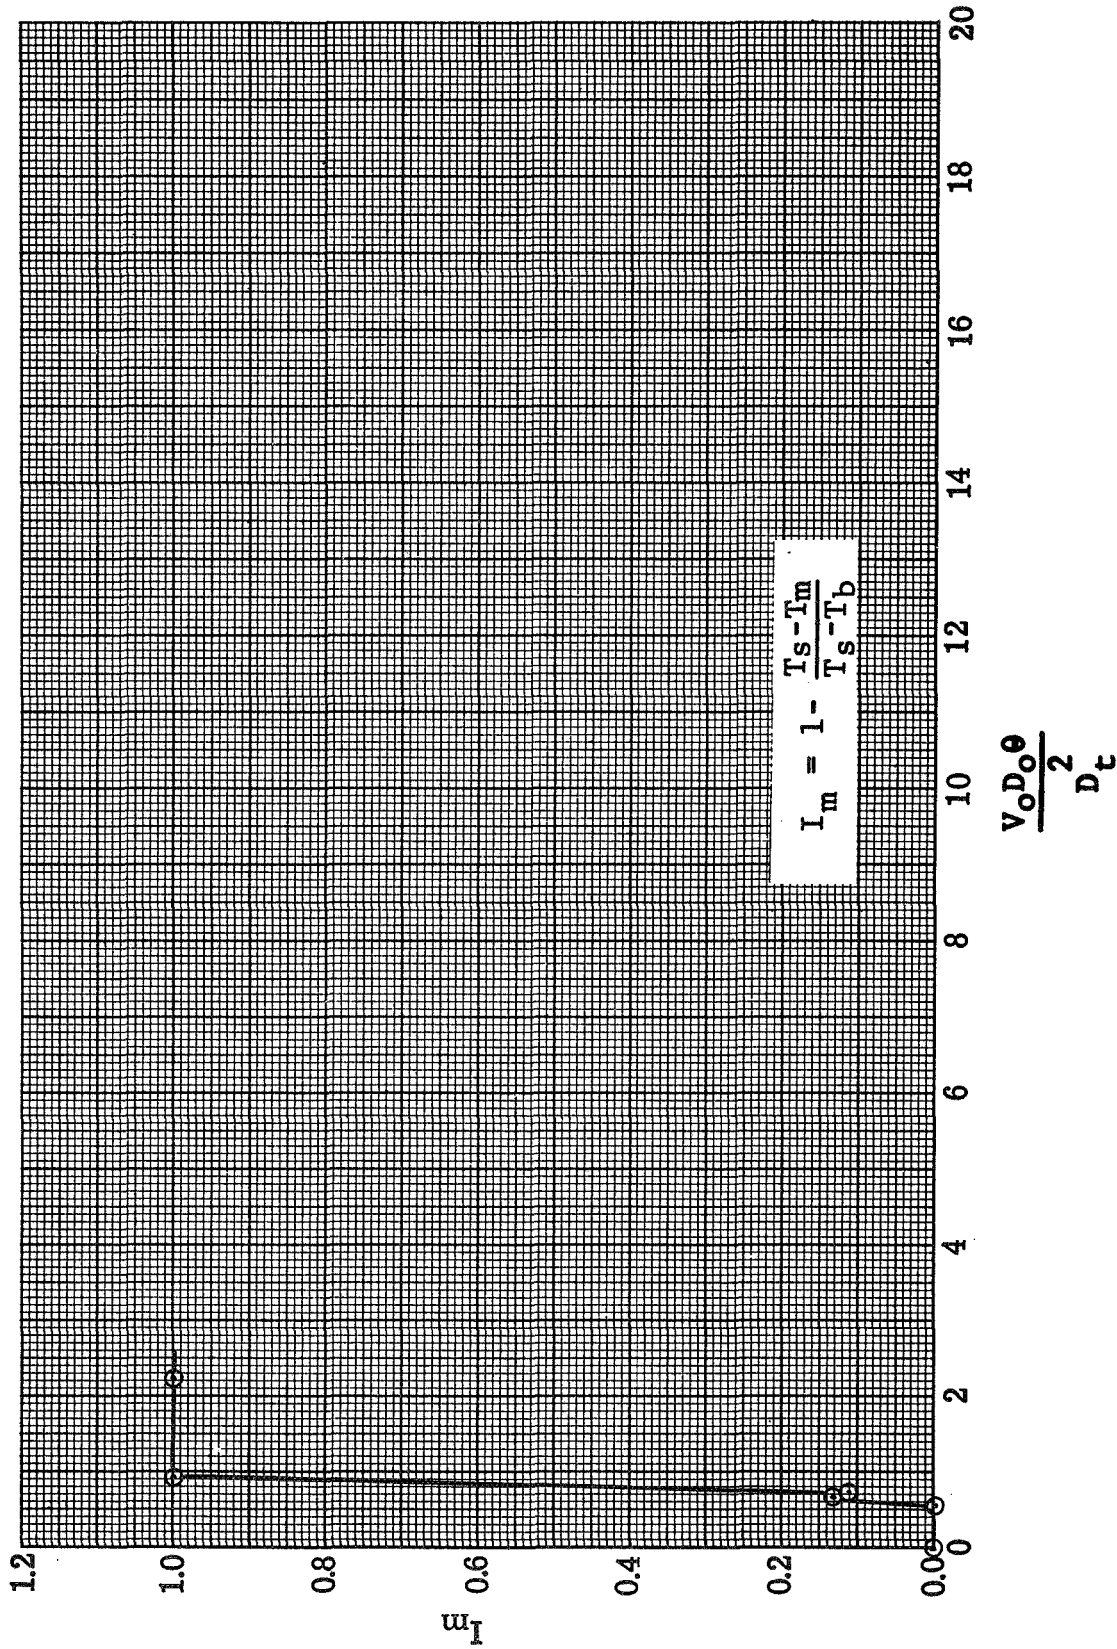 1.2
1.0
0.8
0.6
0.4
0.2
0.0
I_m
0 2 4 6 8 10 12 14 16 18 20
I_m = 1 - (T_s - T_m) / (T_s - T_b)
V_o D_o θ
D_t^2